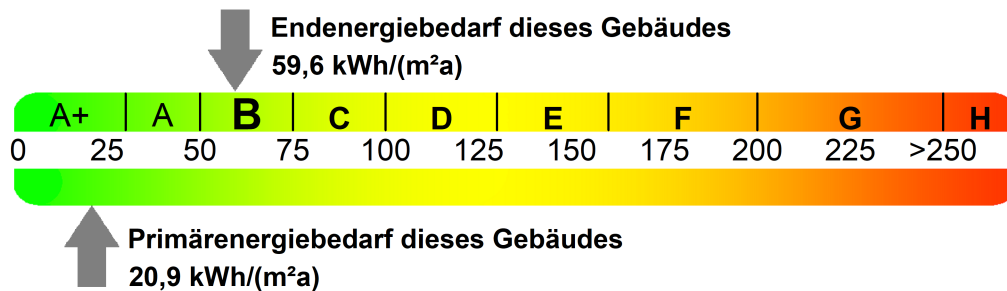 Endenergiebedarf dieses Gebäudes
59,6 kWh/(m²a)
A+ A B C D E F G H
0 25 50 75 100 125 150 175 200 225 >250
Primärenergiebedarf dieses Gebäudes
20,9 kWh/(m²a)